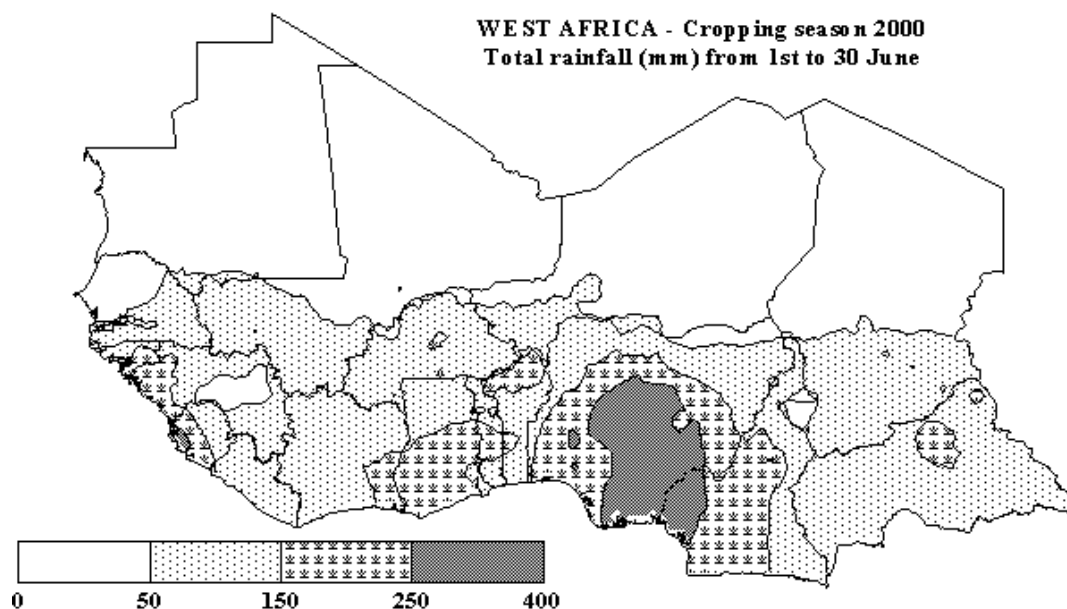 WEST AFRICA - Cropping season 2000
Total rainfall (mm) from 1st to 30 June
0 50 150 250 400